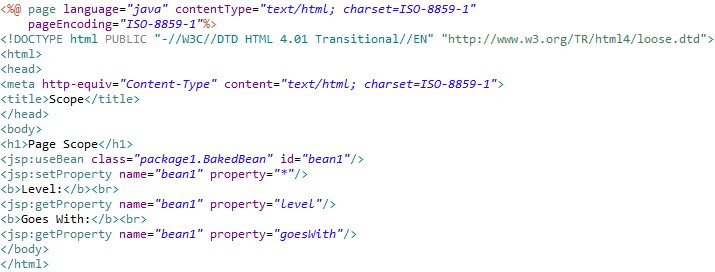 <%@ page language="java" contentType="text/html; charset=ISO-8859-1"
    pageEncoding="ISO-8859-1"%>
<!DOCTYPE html PUBLIC "-//W3C//DTD HTML 4.01 Transitional//EN" "http://www.w3.org/TR/html4/loose.dtd">
<html>
<head>
<meta http-equiv="Content-Type" content="text/html; charset=ISO-8859-1">
<title>Scope</title>
</head>
<body>
<h1>Page Scope</h1>
<jsp:useBean class="package1.BakedBean" id="bean1"/>
<jsp:setProperty name="bean1" property="*"/>
<b>Level:</b><br>
<jsp:getProperty name="bean1" property="level"/>
<b>Goes With:</b><br>
<jsp:getProperty name="bean1" property="goesWith"/>
</body>
</html>